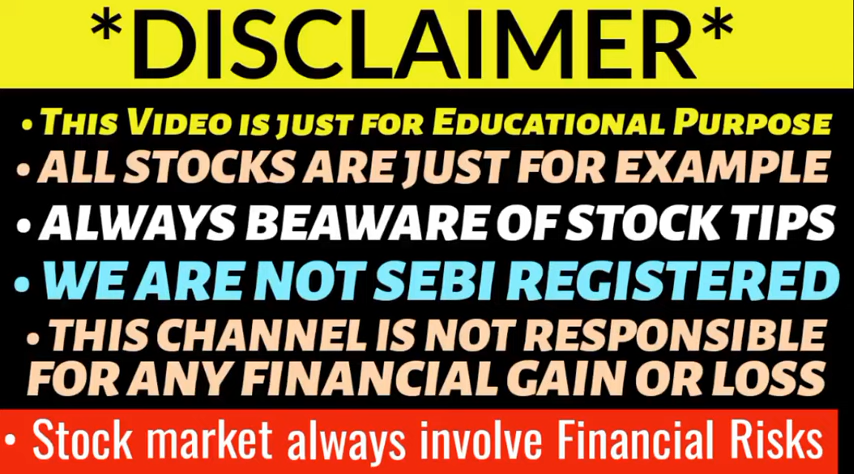 *DISCLAIMER*
• THIS VIDEO IS JUST FOR EDUCATIONAL PURPOSE
• ALL STOCKS ARE JUST FOR EXAMPLE
• ALWAYS BEAWARE OF STOCK TIPS
• WE ARE NOT SEBI REGISTERED
• THIS CHANNEL IS NOT RESPONSIBLE
FOR ANY FINANCIAL GAIN OR LOSS
• Stock market always involve Financial Risks